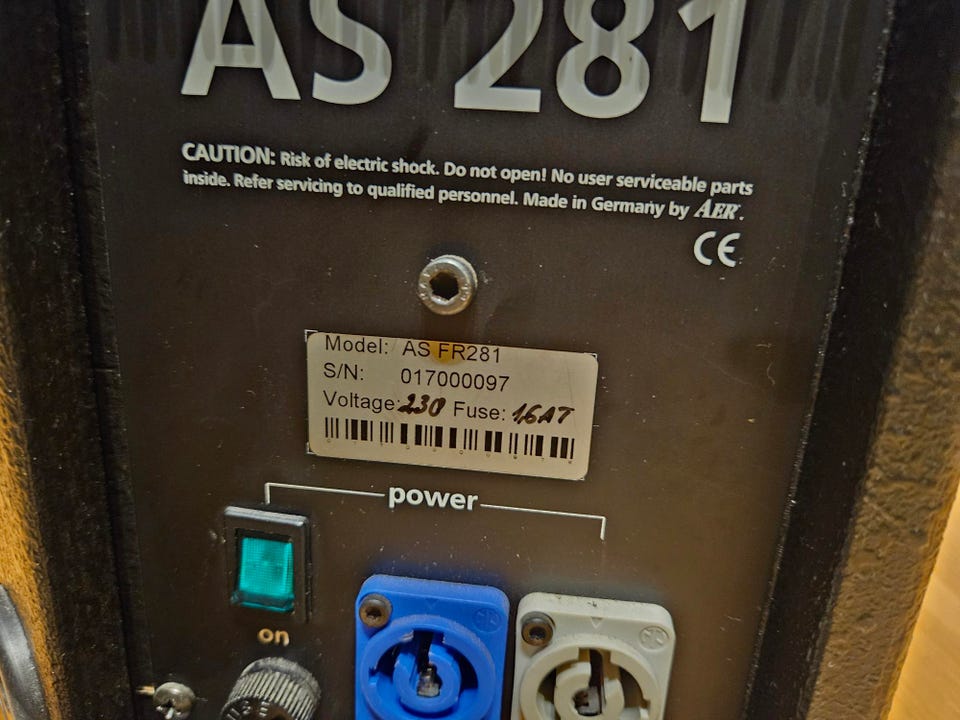 AS 281
CAUTION: Risk of electric shock. Do not open! No user serviceable parts
inside. Refer servicing to qualified personnel. Made in Germany by AER.
CE
Model: AS FR281
S/N: 017000097
Voltage: 230 Fuse: 1,6AT
power
on